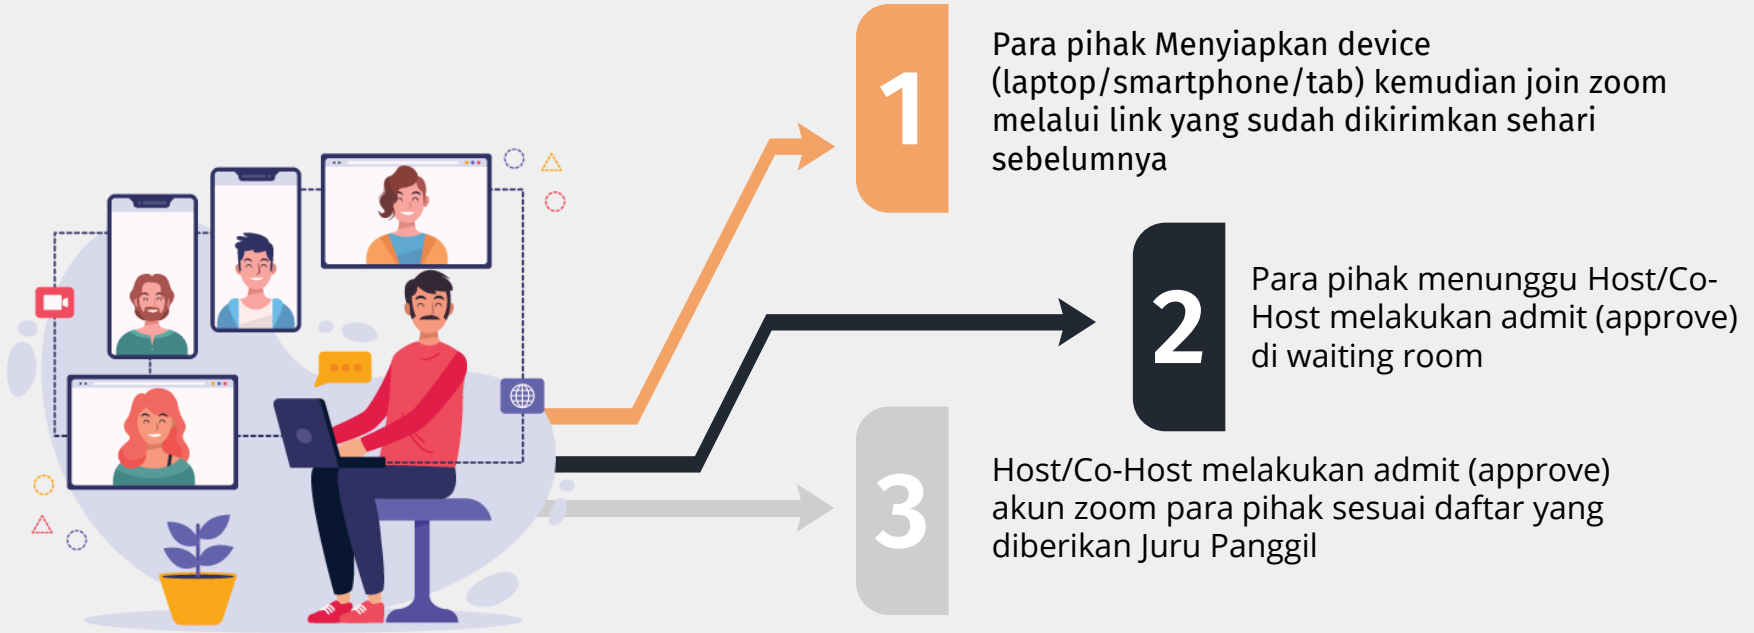 1
Para pihak Menyiapkan device
(laptop/smartphone/tab) kemudian join zoom
melalui link yang sudah dikirimkan sehari
sebelumnya
2
Para pihak menunggu Host/Co-
Host melakukan admit (approve)
di waiting room
3
Host/Co-Host melakukan admit (approve)
akun zoom para pihak sesuai daftar yang
diberikan Juru Panggil